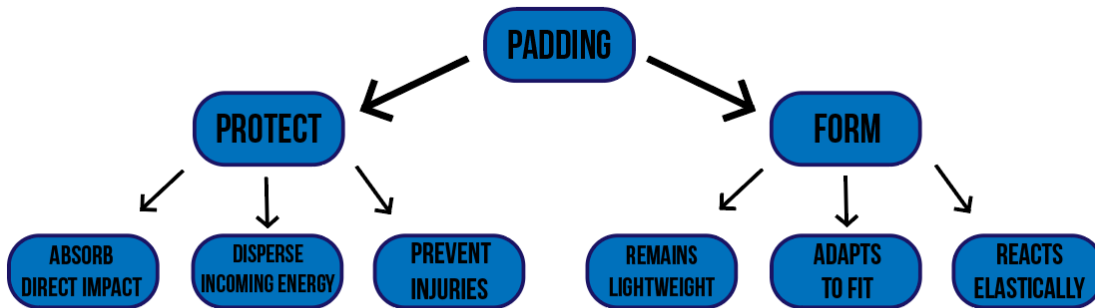 PADDING
PROTECT
FORM
ABSORB
DIRECT IMPACT
DISPERSE
INCOMING ENERGY
PREVENT
INJURIES
REMAINS
LIGHTWEIGHT
ADAPTS
TO FIT
REACTS
ELASTICALLY